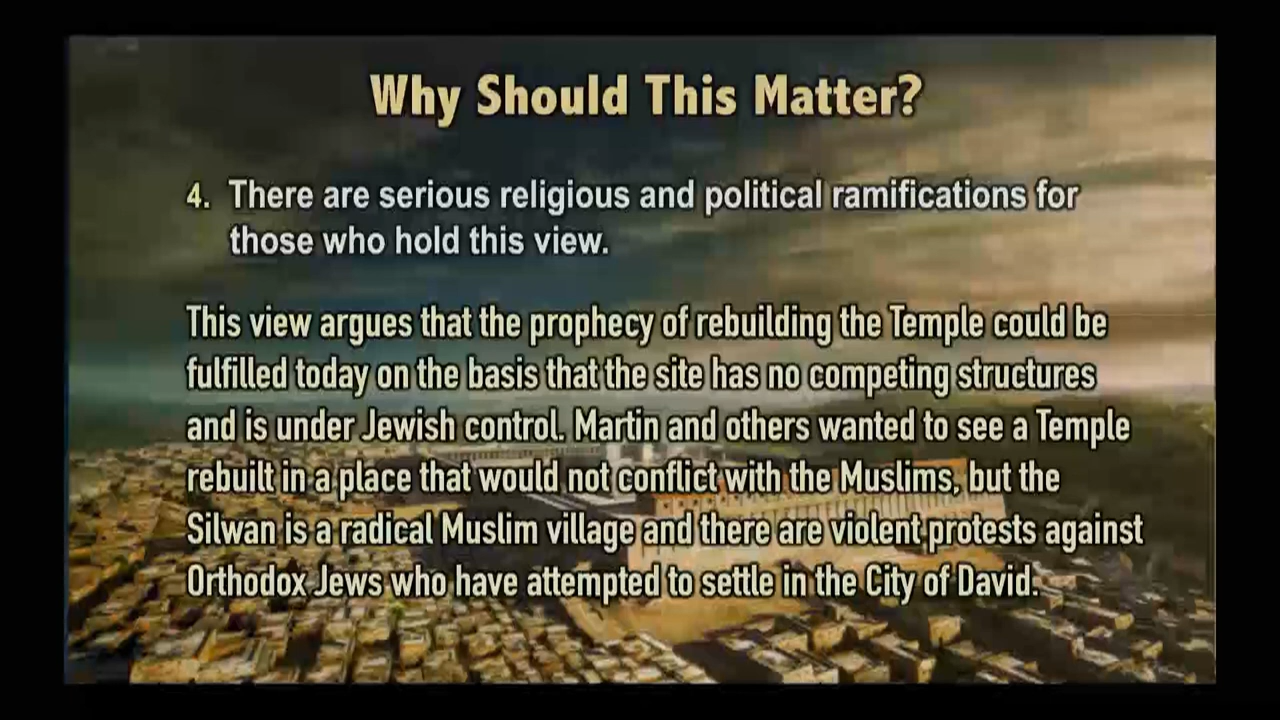 Why Should This Matter?
4. There are serious religious and political ramifications for
those who hold this view.
This view argues that the prophecy of rebuilding the Temple could be
fulfilled today on the basis that the site has no competing structures
and is under Jewish control. Martin and others wanted to see a Temple
rebuilt in a place that would not conflict with the Muslims, but the
Silwan is a radical Muslim village and there are violent protests against
Orthodox Jews who have attempted to settle in the City of David.